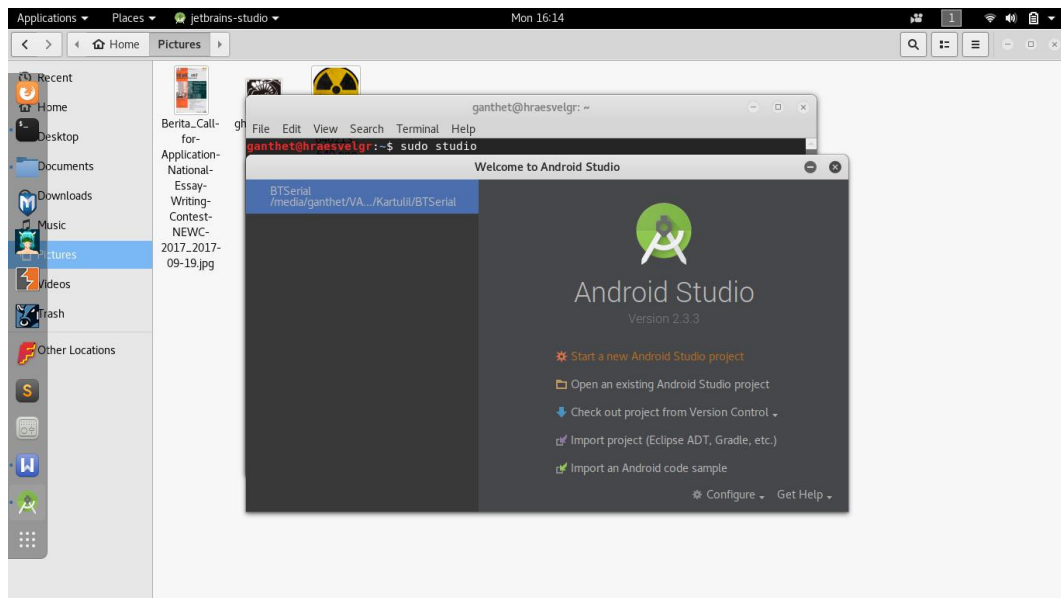 Applications Places jetbrains-studio Mon 16:14 1
Home Pictures
Recent
Home
Desktop
Documents
Downloads
Music
Pictures
Videos
Trash
Other Locations
Berita_Call-
for-
Application-
National-
Essay-
Writing-
Contest-
NEWC-
2017_2017-
09-19.jpg
gh
ganthet@hraesvelgr: ~
File Edit View Search Terminal Help
ganthet@hraesvelgr:~$ sudo studio
Welcome to Android Studio
BTSerial
/media/ganthet/VA.../Kartulil/BTSerial
Android Studio
Version 2.3.3
Start a new Android Studio project
Open an existing Android Studio project
Check out project from Version Control
Import project (Eclipse ADT, Gradle, etc.)
Import an Android code sample
Configure Get Help